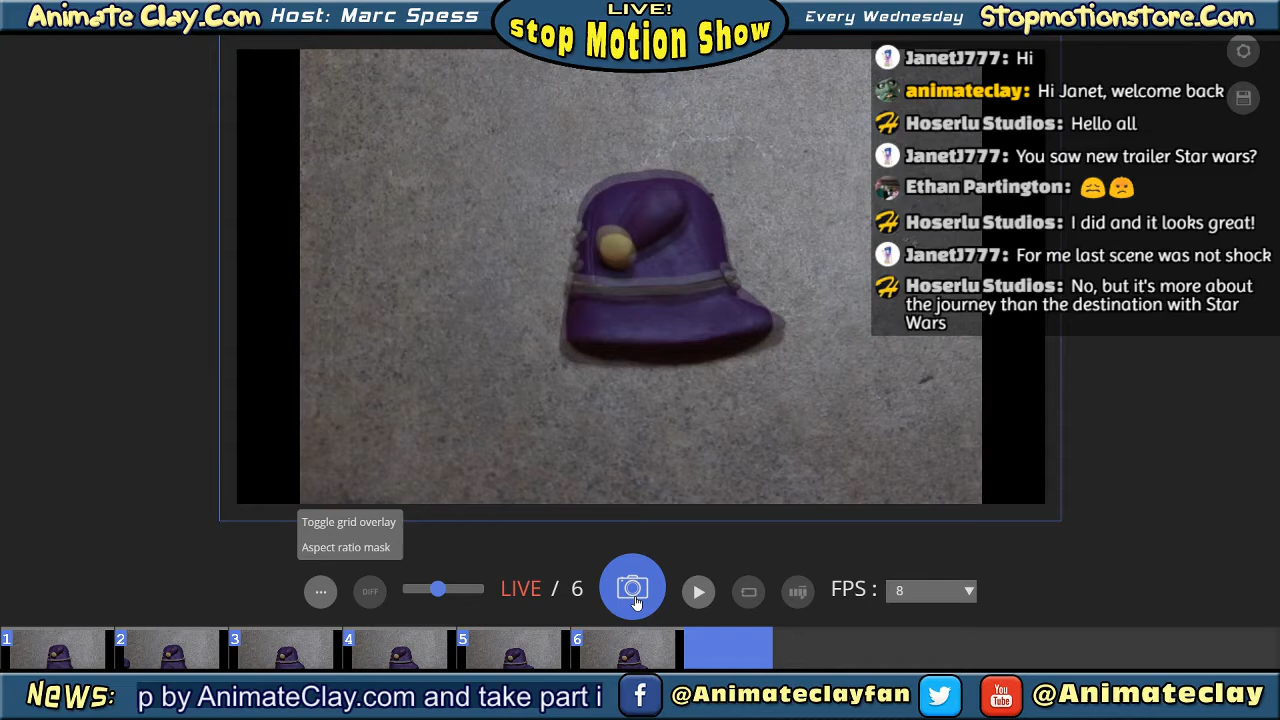 Animate Clay.Com
Host: Marc Spess
LIVE!
Stop Motion Show
Every Wednesday
Stopmotionstore.Com
JanetJ777: Hi
animateclay: Hi Janet, welcome back
Hoserlu Studios: Hello all
JanetJ777: You saw new trailer Star wars?
Ethan Partington: 😩😡
Hoserlu Studios: I did and it looks great!
JanetJ777: For me last scene was not shock
Hoserlu Studios: No, but it's more about
the journey than the destination with Star
Wars
Toggle grid overlay
Aspect ratio mask
DIFF
LIVE / 6
FPS : 8
1 2 3 4 5 6
News: p by AnimateClay.com and take part i
f @Animateclayfan
You Tube @Animateclay